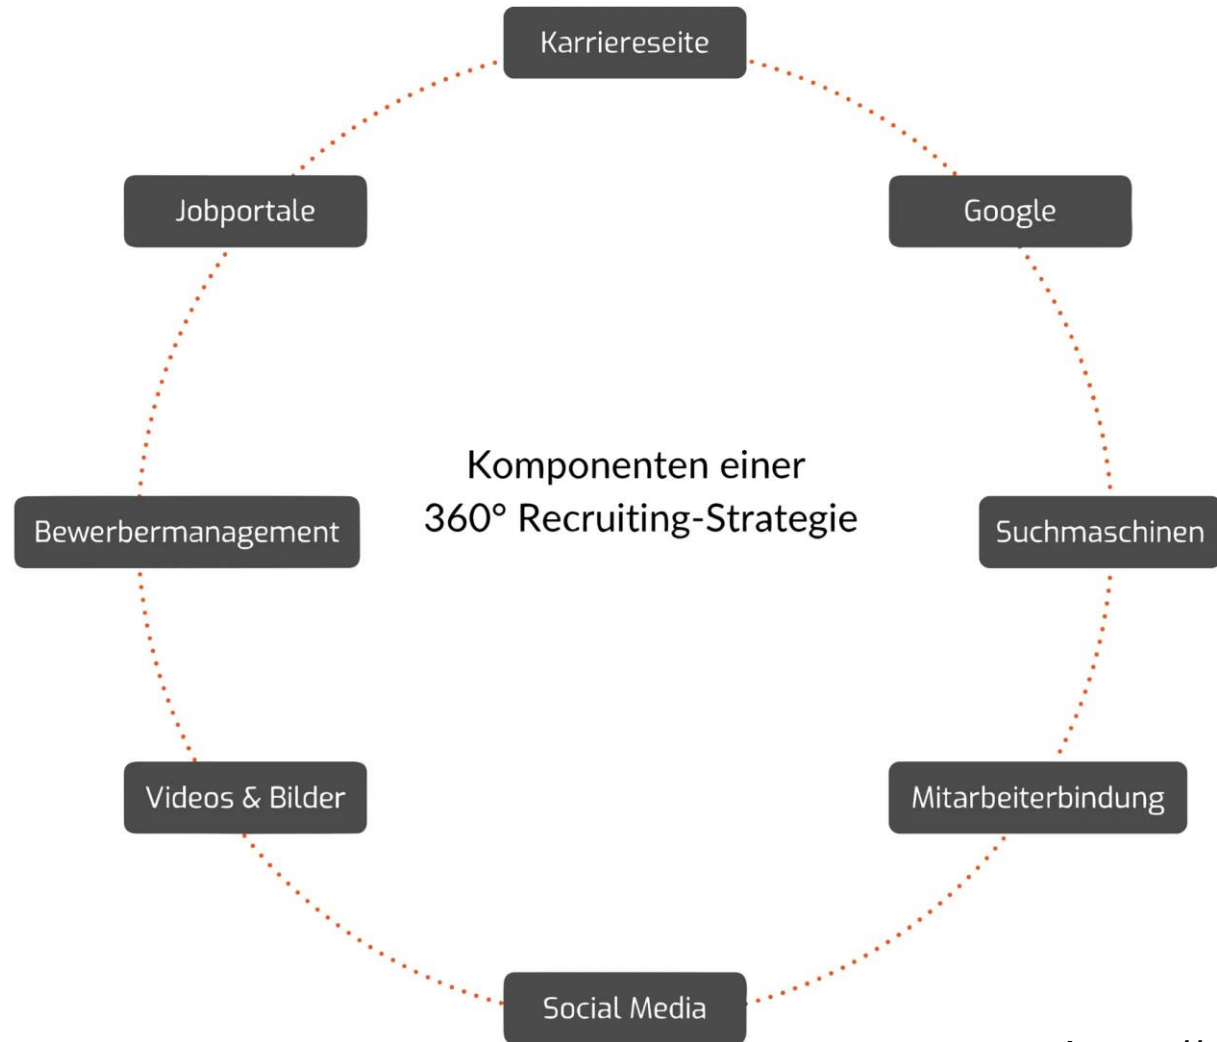 Karriereseite
Jobportale
Google
Komponenten einer
360° Recruiting-Strategie
Bewerbermanagement
Suchmaschinen
Videos & Bilder
Mitarbeiterbindung
Social Media